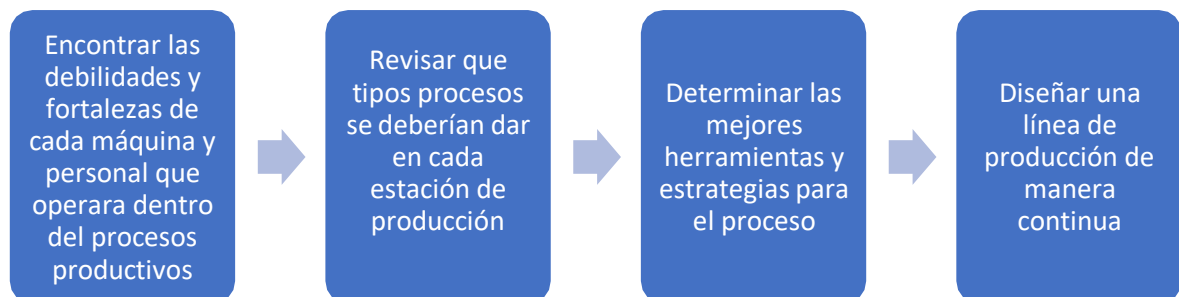 Encontrar las
debilidades y
fortalezas de
cada máquina y
personal que
operara dentro
del procesos
productivos
Revisar que
tipos procesos
se deberían dar
en cada
estación de
producción
Determinar las
mejores
herramientas y
estrategias para
el proceso
Diseñar una
línea de
producción de
manera
continua